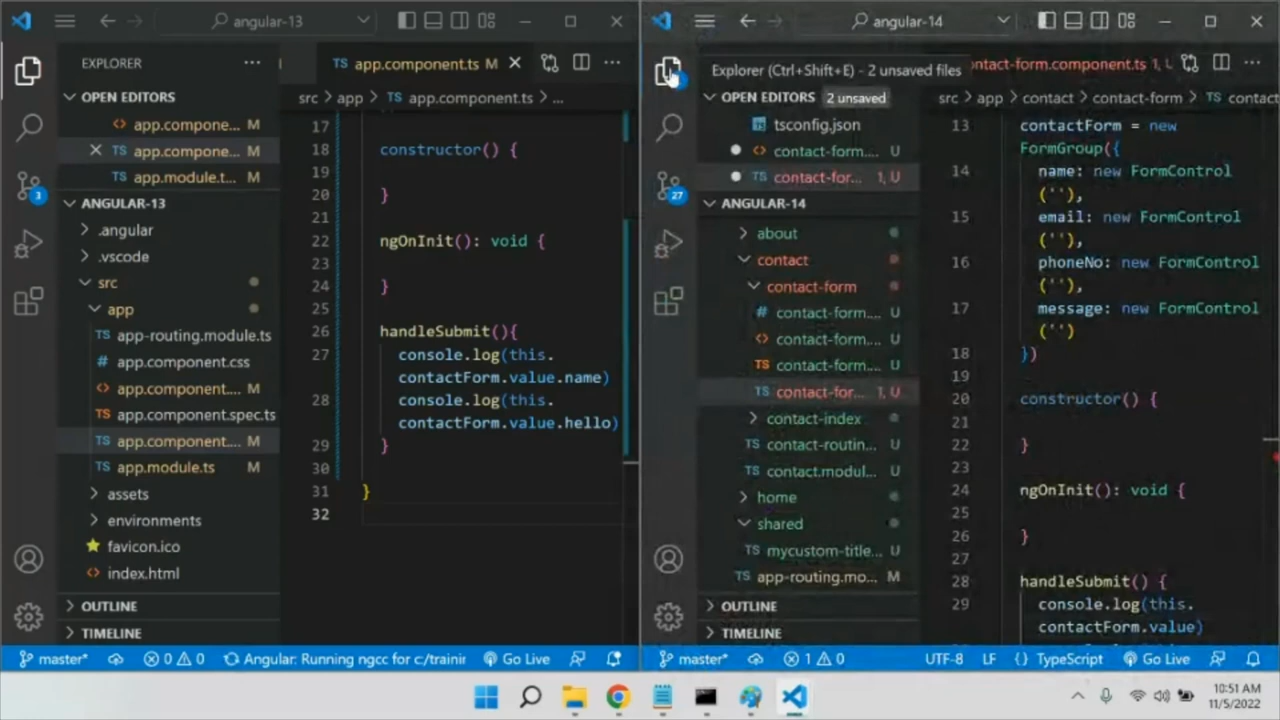 angular-13
EXPLORER
OPEN EDITORS
app.compone... M
app.compone... M
app.module.t... M
3
ANGULAR-13
.angular
.vscode
src
app
app-routing.module.ts
app.component.css
app.component.... M
app.component.spec.ts
app.component.... M
app.module.ts M
assets
environments
favicon.ico
index.html
OUTLINE
TIMELINE
TS app.component.ts M
src > app > TS app.component.ts > ...
17
18 constructor() {
19
20 }
21
22 ngOnInit(): void {
23
24 }
25
26 handleSubmit(){
27 console.log(this.
contactForm.value.name)
28 console.log(this.
contactForm.value.hello)
29 }
30
31 }
32
master* 0 0 Angular: Running ngcc for c:/trainin Go Live
angular-14
Explorer (Ctrl+Shift+E) - 2 unsaved files
ontact-form.component.ts 1, U
OPEN EDITORS 2 unsaved
tsconfig.json
contact-form.... U
TS contact-for... 1, U
27
ANGULAR-14
about
contact
contact-form
# contact-form.... U
contact-form.... U
TS contact-form.... U
TS contact-for... 1, U
contact-index
TS contact-routin... U
TS contact.modul... U
home
shared
TS mycustom-title... U
TS app-routing.mo... M
OUTLINE
TIMELINE
src > app > contact > contact-form > TS contact
13 contactForm = new
FormGroup({
14 name: new FormControl
(''),
15 email: new FormControl
(''),
16 phoneNo: new FormControl
(''),
17 message: new FormControl
('')
18 })
19
20 constructor() {
21
22 }
23
24 ngOnInit(): void {
25
26 }
27
28 handleSubmit() {
29 console.log(this.
contactForm.value)
master* 1 0 UTF-8 LF {} TypeScript Go Live
10:51 AM
11/5/2022